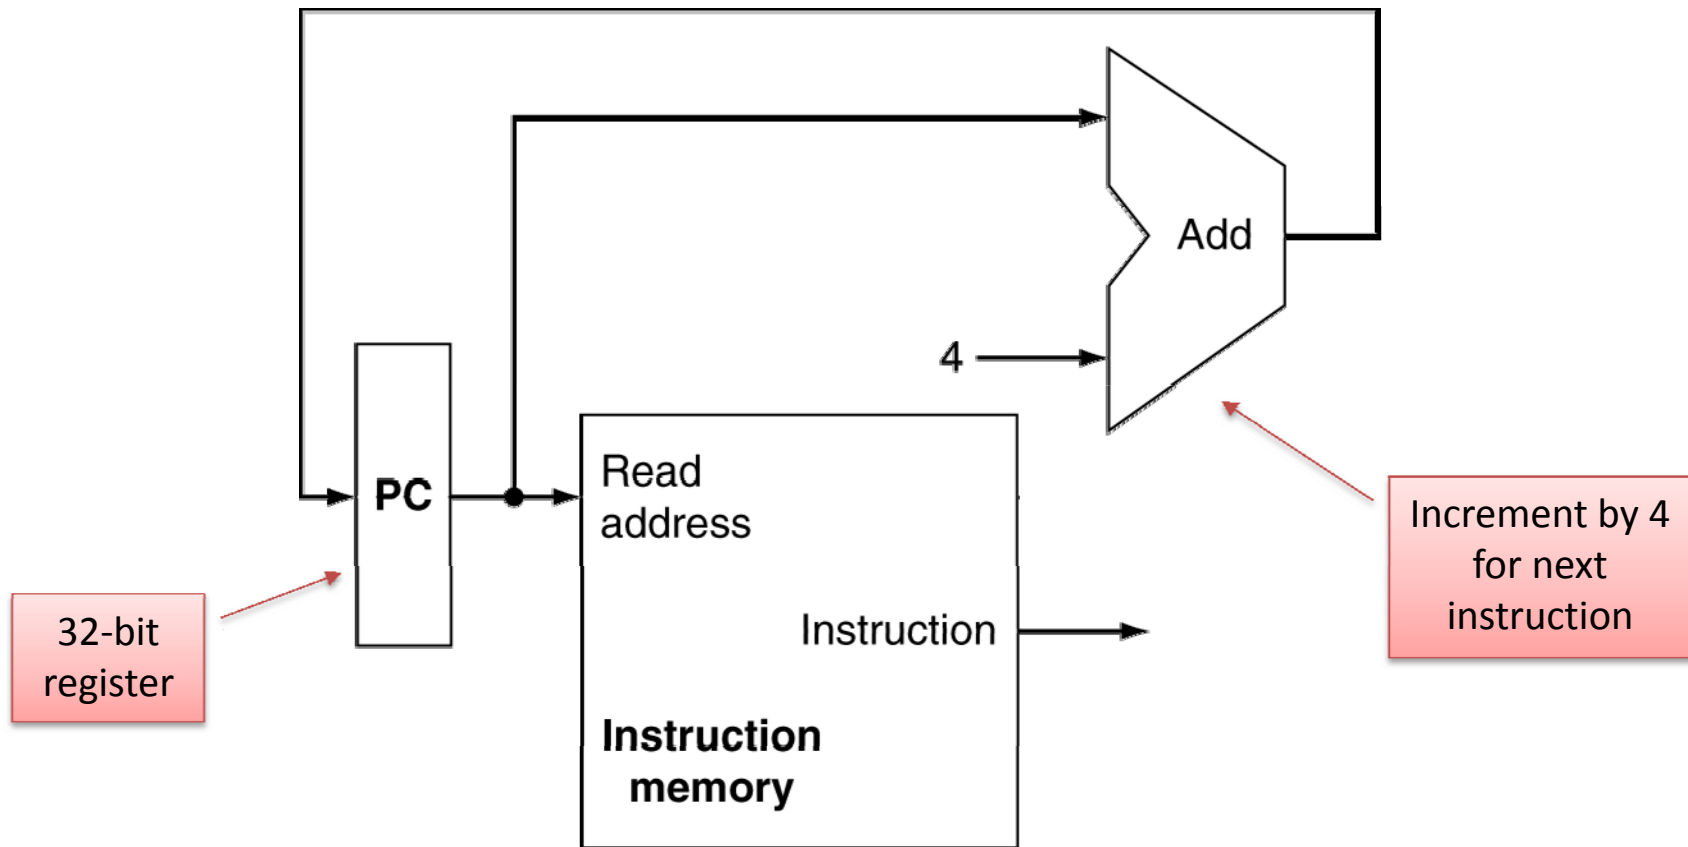 Add
4
PC
Read
address
Instruction
Instruction
memory
32-bit
register
Increment by 4
for next
instruction